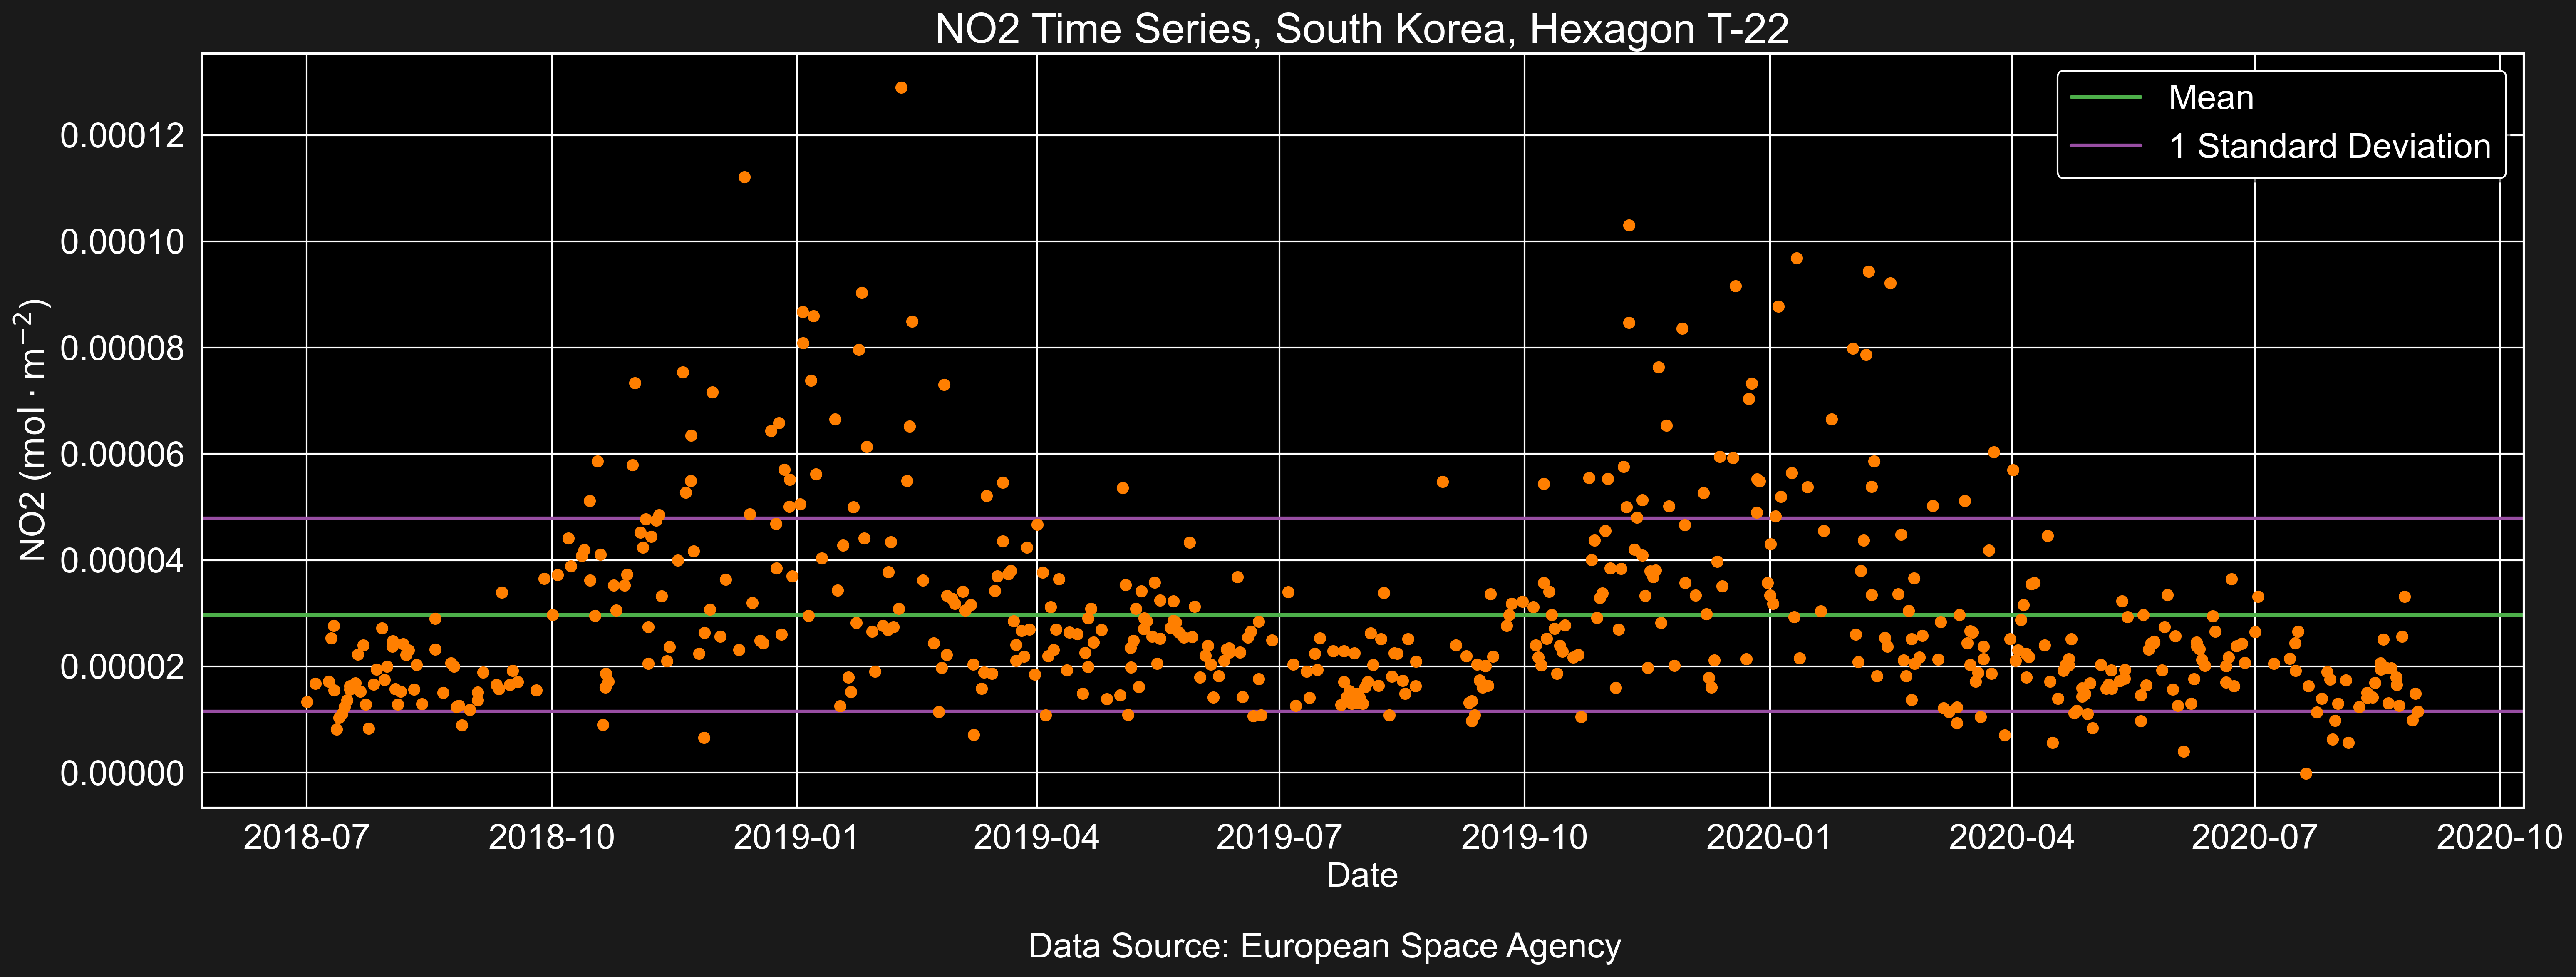 NO2 Time Series, South Korea, Hexagon T-22
Mean
1 Standard Deviation
NO2 (mol · m⁻²)
0.00012
0.00010
0.00008
0.00006
0.00004
0.00002
0.00000
2018-07 2018-10 2019-01 2019-04 2019-07 2019-10 2020-01 2020-04 2020-07 2020-10
Date
Data Source: European Space Agency